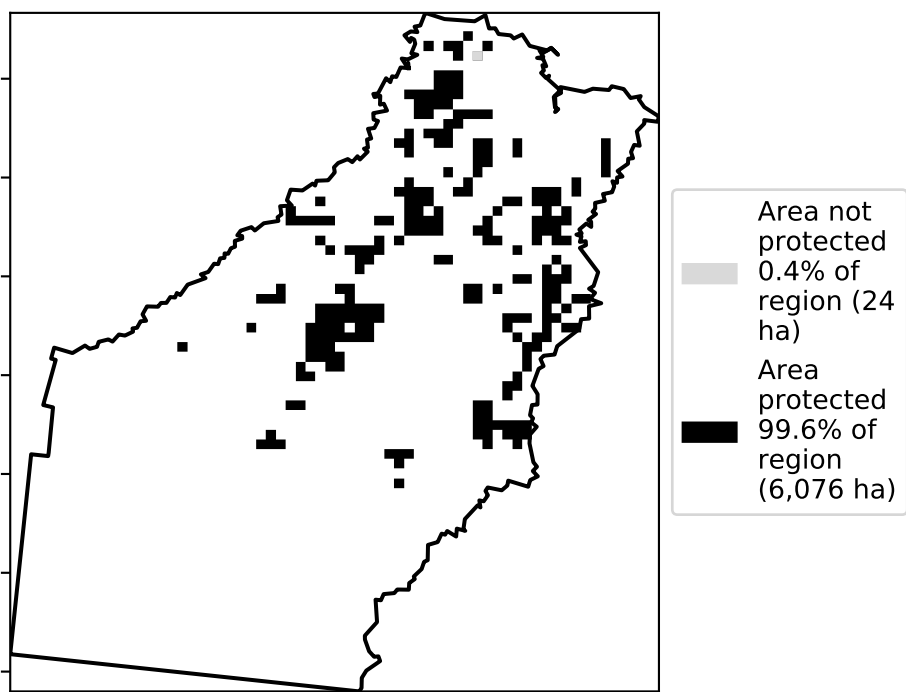 Area not
protected
0.4% of
region (24
ha)
Area
protected
99.6% of
region
(6,076 ha)